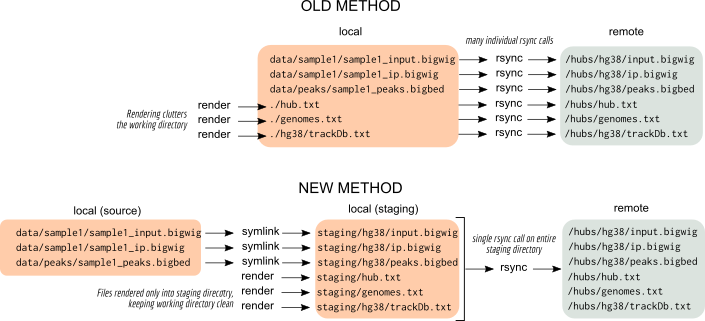 OLD METHOD
local
many individual rsync calls
remote
data/sample1/sample1_input.bigwig rsync /hubs/hg38/input.bigwig
data/sample1/sample1_ip.bigwig rsync /hubs/hg38/ip.bigwig
data/peaks/sample1_peaks.bigbed rsync /hubs/hg38/peaks.bigbed
Rendering clutters
the working directory
render ./hub.txt rsync /hubs/hub.txt
render ./genomes.txt rsync /hubs/genomes.txt
render ./hg38/trackDb.txt rsync /hubs/hg38/trackDb.txt
NEW METHOD
local (source)
local (staging)
remote
data/sample1/sample1_input.bigwig symlink staging/hg38/input.bigwig
data/sample1/sample1_ip.bigwig symlink staging/hg38/ip.bigwig
data/peaks/sample1_peaks.bigbed symlink staging/hg38/peaks.bigbed
render staging/hub.txt
render staging/genomes.txt
render staging/hg38/trackDb.txt
Files rendered only into staging direcotry,
keeping working directory clean
single rsync call on entire
staging directory
rsync
/hubs/hg38/input.bigwig
/hubs/hg38/ip.bigwig
/hubs/hg38/peaks.bigbed
/hubs/hub.txt
/hubs/genomes.txt
/hubs/hg38/trackDb.txt